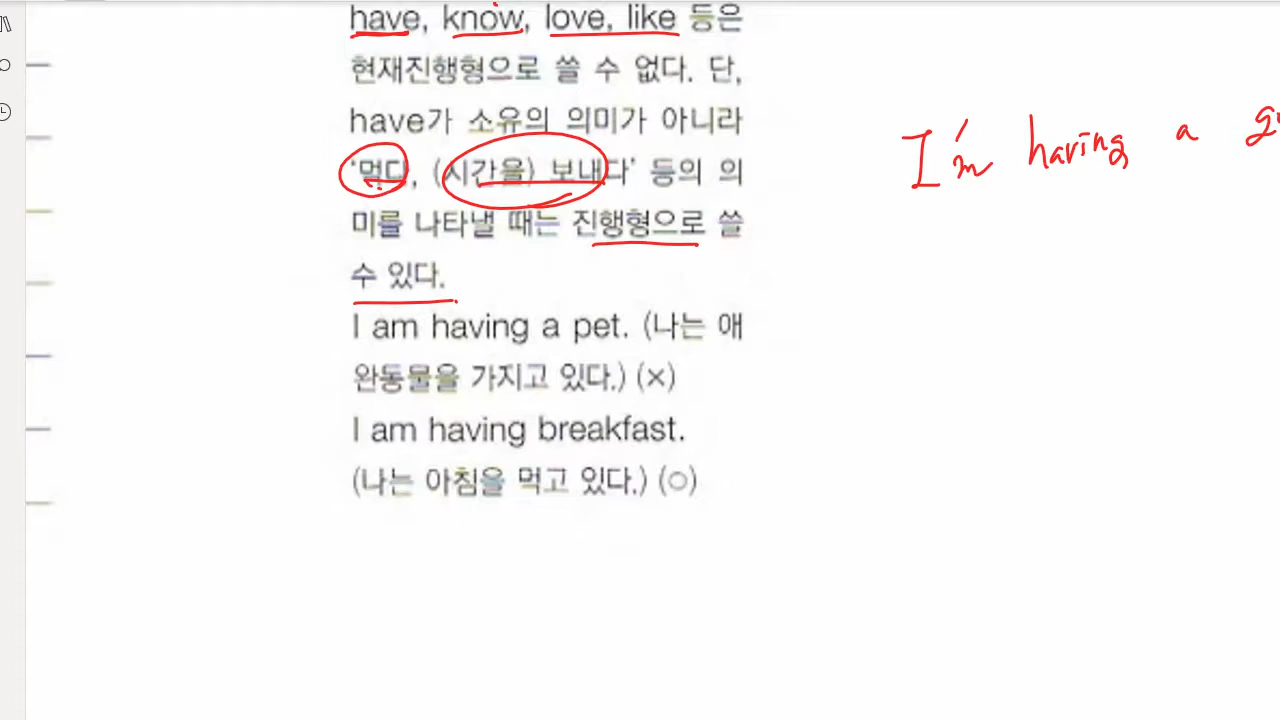 have, know, love, like 등은
현재진행형으로 쓸 수 없다. 단,
have가 소유의 의미가 아니라
‘먹다, (시간을) 보내다’ 등의 의
미를 나타낼 때는 진행형으로 쓸
수 있다.
I am having a pet. (나는 애
완동물을 가지고 있다.) (×)
I am having breakfast.
(나는 아침을 먹고 있다.) (○)
I'm having a